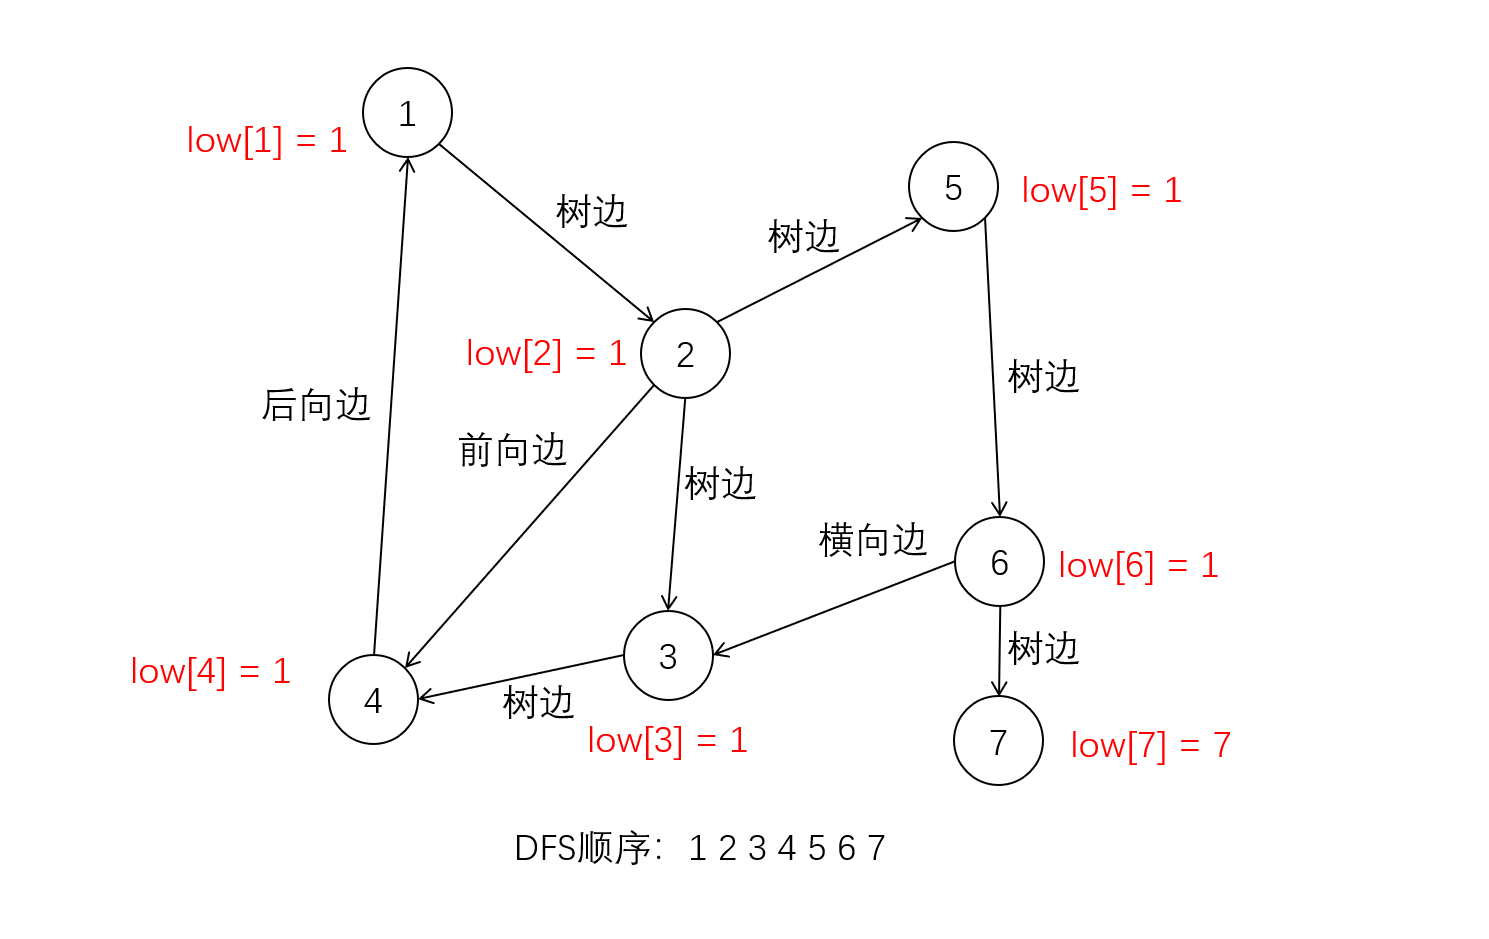 1
low[1] = 1
5
low[5] = 1
树边
树边
2
low[2] = 1
树边
后向边
前向边
树边
横向边
6
low[6] = 1
树边
3
low[4] = 1
4
树边
low[3] = 1
7
low[7] = 7
DFS顺序：1 2 3 4 5 6 7